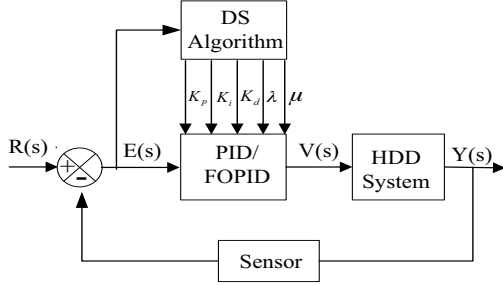 DS
Algorithm
K_p K_i K_d λ μ
R(s) + - E(s) PID/
FOPID V(s) HDD
System Y(s)
Sensor